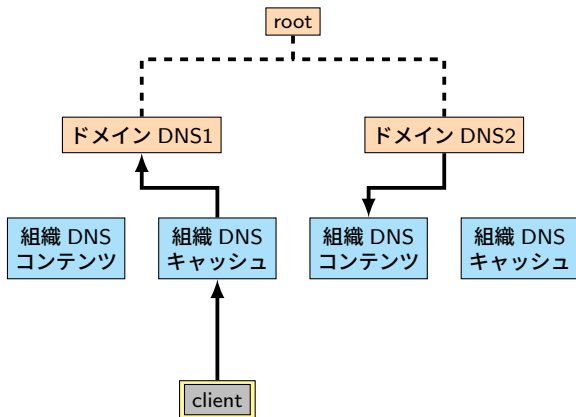 root
ドメイン DNS1
ドメイン DNS2
組織 DNS
コンテンツ
組織 DNS
キャッシュ
組織 DNS
コンテンツ
組織 DNS
キャッシュ
client